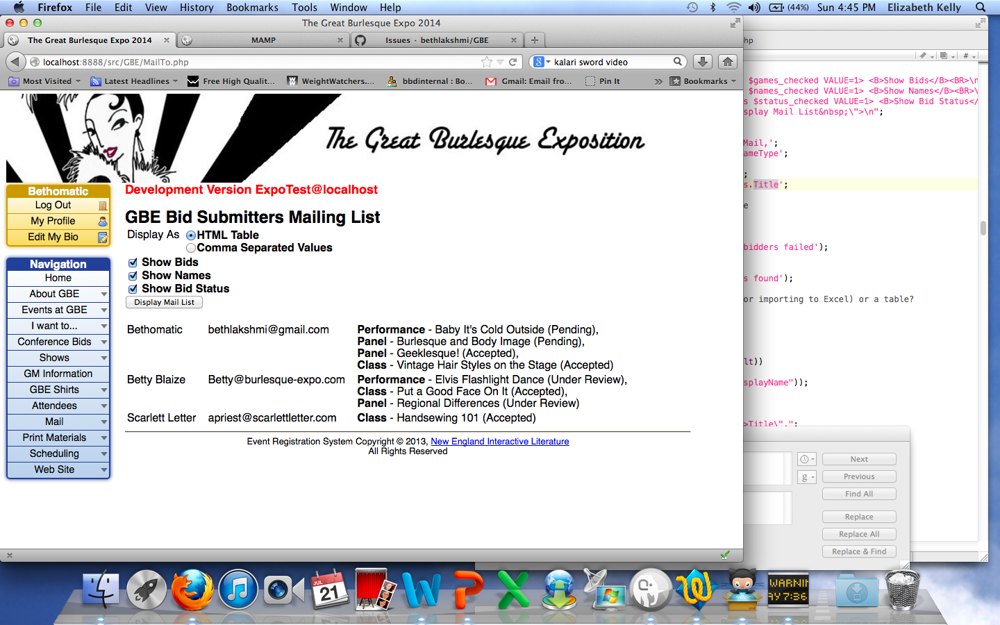 Firefox File Edit View History Bookmarks Tools Window Help (44%) Sun 4:45 PM Elizabeth Kelly
The Great Burlesque Expo 2014
The Great Burlesque Expo 2014 MAMP Issues · bethlakshmi/GBE
localhost:8888/src/GBE/MailTo.php kalari sword video
Most Visited Latest Headlines Free High Qualit... WeightWatchers.... bbdinternal : Bo... Gmail: Email fro... Pin It » Bookmarks
The Great Burlesque Exposition
Bethomatic
Log Out
My Profile
Edit My Bio
Navigation
Home
About GBE
Events at GBE
I want to...
Conference Bids
Shows
GM Information
GBE Shirts
Attendees
Mail
Print Materials
Scheduling
Web Site
Development Version ExpoTest@localhost
GBE Bid Submitters Mailing List
Display As HTML Table
Comma Separated Values
Show Bids
Show Names
Show Bid Status
Display Mail List
Bethomatic bethlakshmi@gmail.com Performance - Baby It's Cold Outside (Pending),
Panel - Burlesque and Body Image (Pending),
Panel - Geeklesque! (Accepted),
Class - Vintage Hair Styles on the Stage (Accepted)
Betty Blaize Betty@burlesque-expo.com Performance - Elvis Flashlight Dance (Under Review),
Class - Put a Good Face On It (Accepted),
Panel - Regional Differences (Under Review)
Scarlett Letter apriest@scarlettletter.com Class - Handsewing 101 (Accepted)
Event Registration System Copyright © 2013, New England Interactive Literature
All Rights Reserved
hp
#
$games_checked VALUE=1> <B>Show Bids</B><BR>\n
$names_checked VALUE=1> <B>Show Names</B><BR>\
s $status_checked VALUE=1> <B>Show Bid Status</
splay Mail List&nbsp;\">\n";
Mail,';
ameType';
;
s.Title';
e
bidders failed');
s found');
or importing to Excel) or a table?
lt))
splayName"));
>Title\",";
Next
g Previous
Find All
Replace
Replace All
Replace & Find
JUL
21
WARNIN
AY 7:36